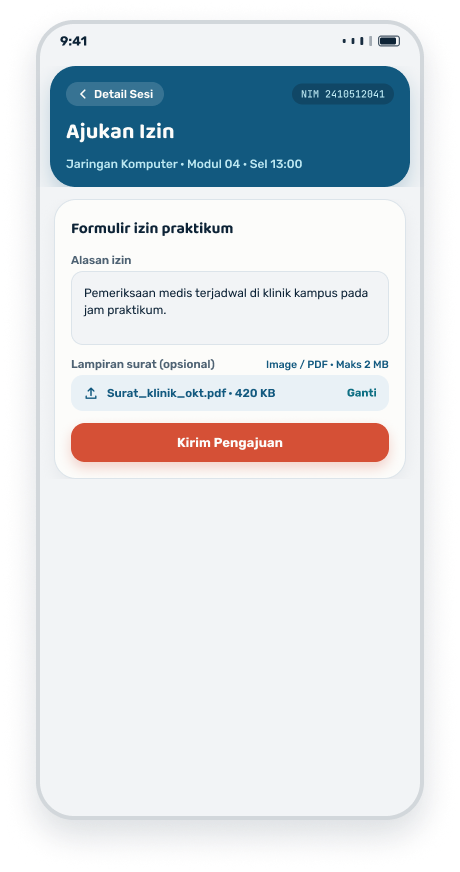 9:41
Detail Sesi
NIM 2410512041
Ajukan Izin
Jaringan Komputer • Modul 04 • Sel 13:00
Formulir izin praktikum
Alasan izin
Pemeriksaan medis terjadwal di klinik kampus pada
jam praktikum.
Lampiran surat (opsional)
Image / PDF • Maks 2 MB
Surat_klinik_okt.pdf • 420 KB
Ganti
Kirim Pengajuan